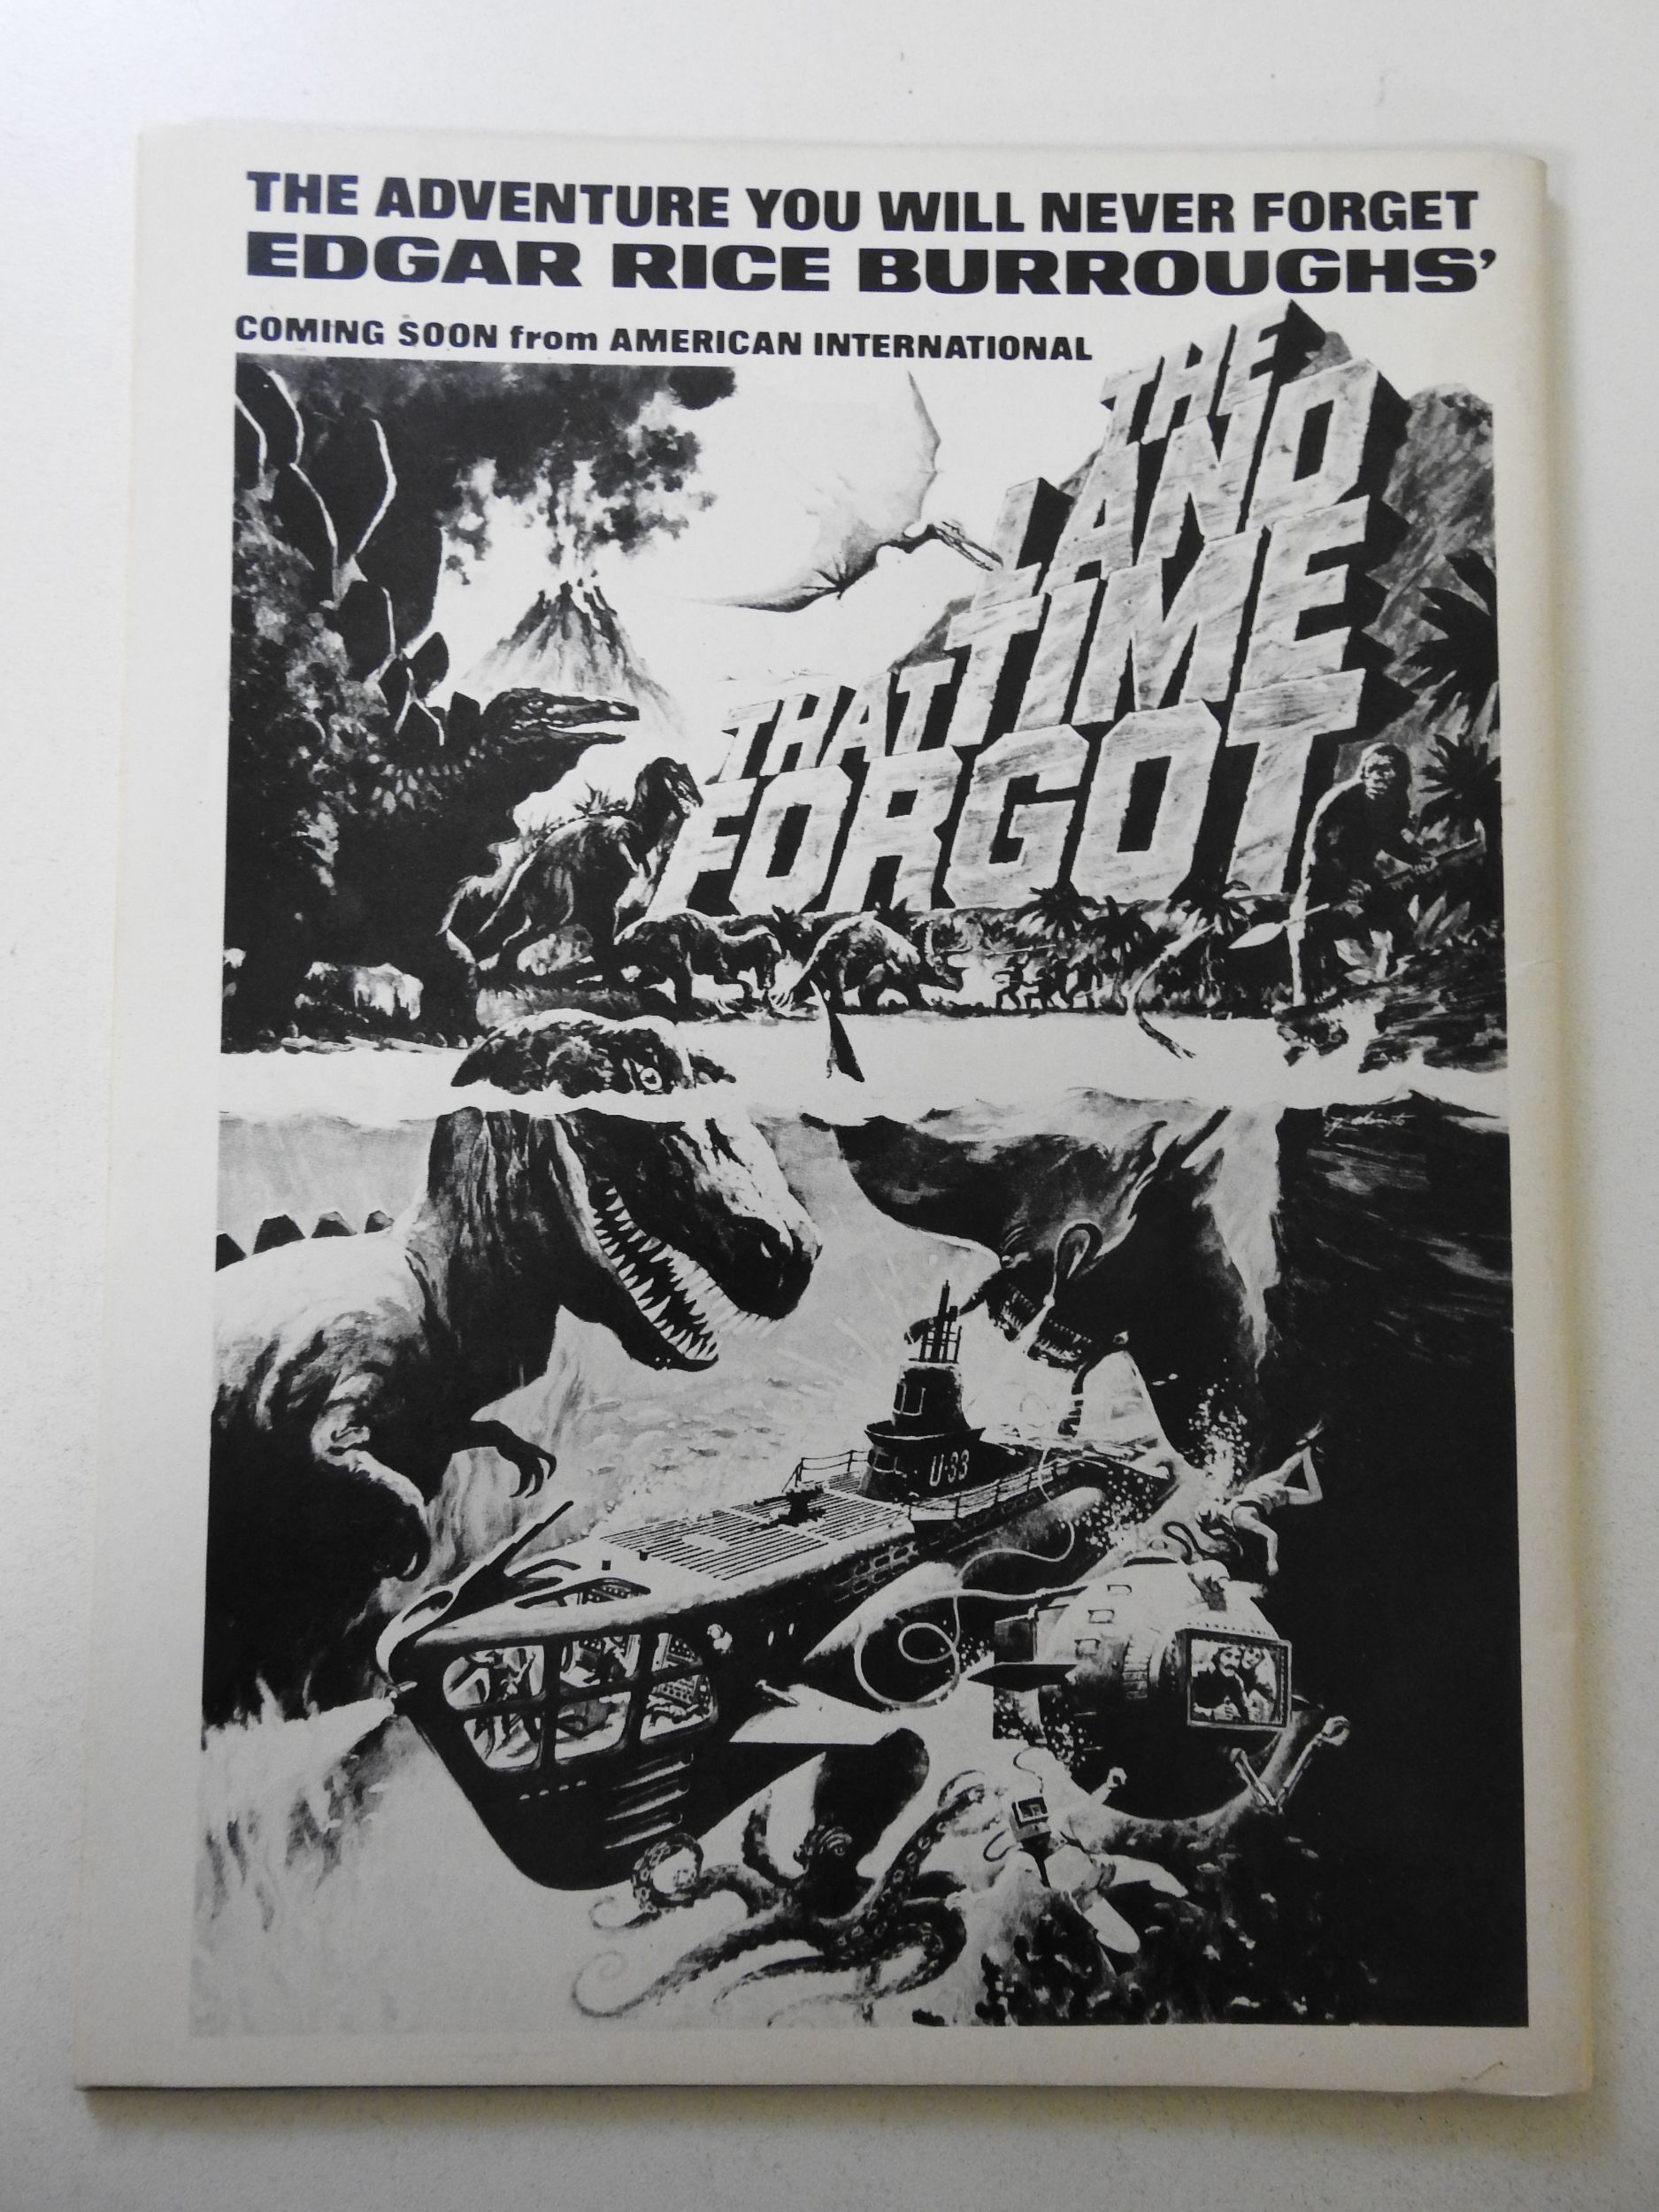 THE ADVENTURE YOU WILL NEVER FORGET
EDGAR RICE BURROUGHS'
COMING SOON from AMERICAN INTERNATIONAL
THE
LAND
THAT TIME
FORGOT
U-33